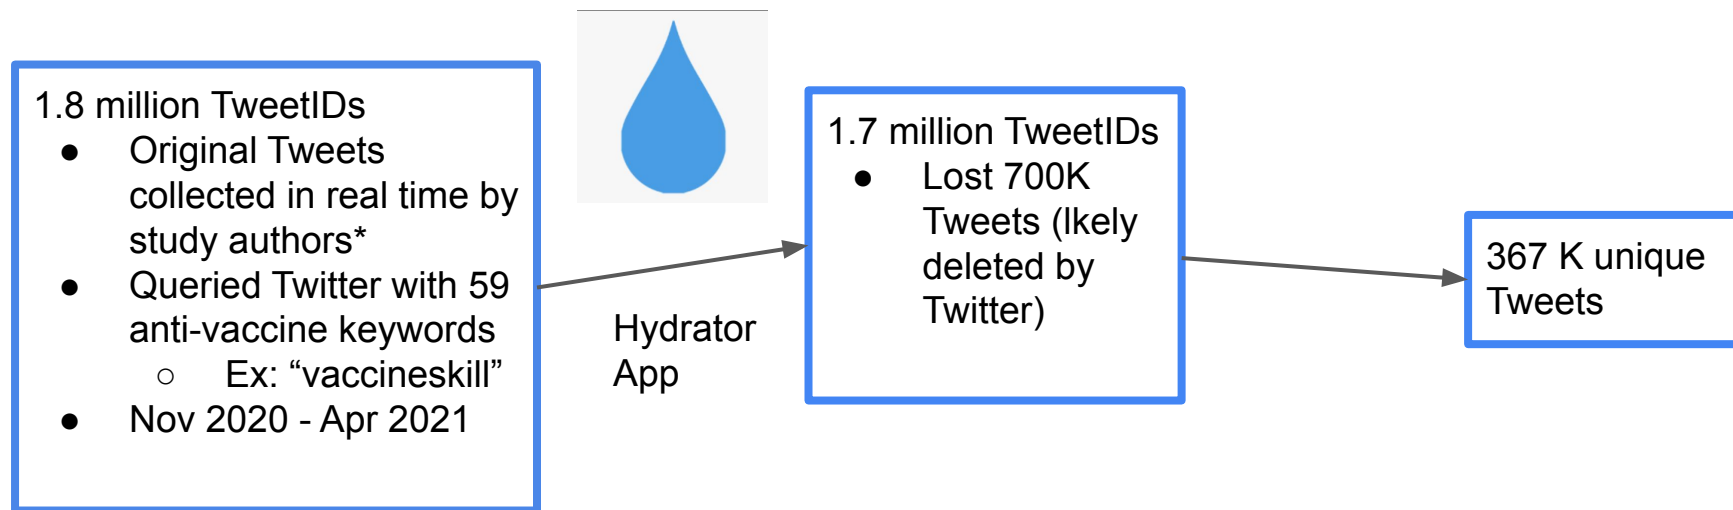 1.8 million TweetIDs
● Original Tweets
collected in real time by
study authors*
● Queried Twitter with 59
anti-vaccine keywords
○ Ex: “vaccineskill”
● Nov 2020 - Apr 2021
Hydrator
App
1.7 million TweetIDs
● Lost 700K
Tweets (lkely
deleted by
Twitter)
367 K unique
Tweets